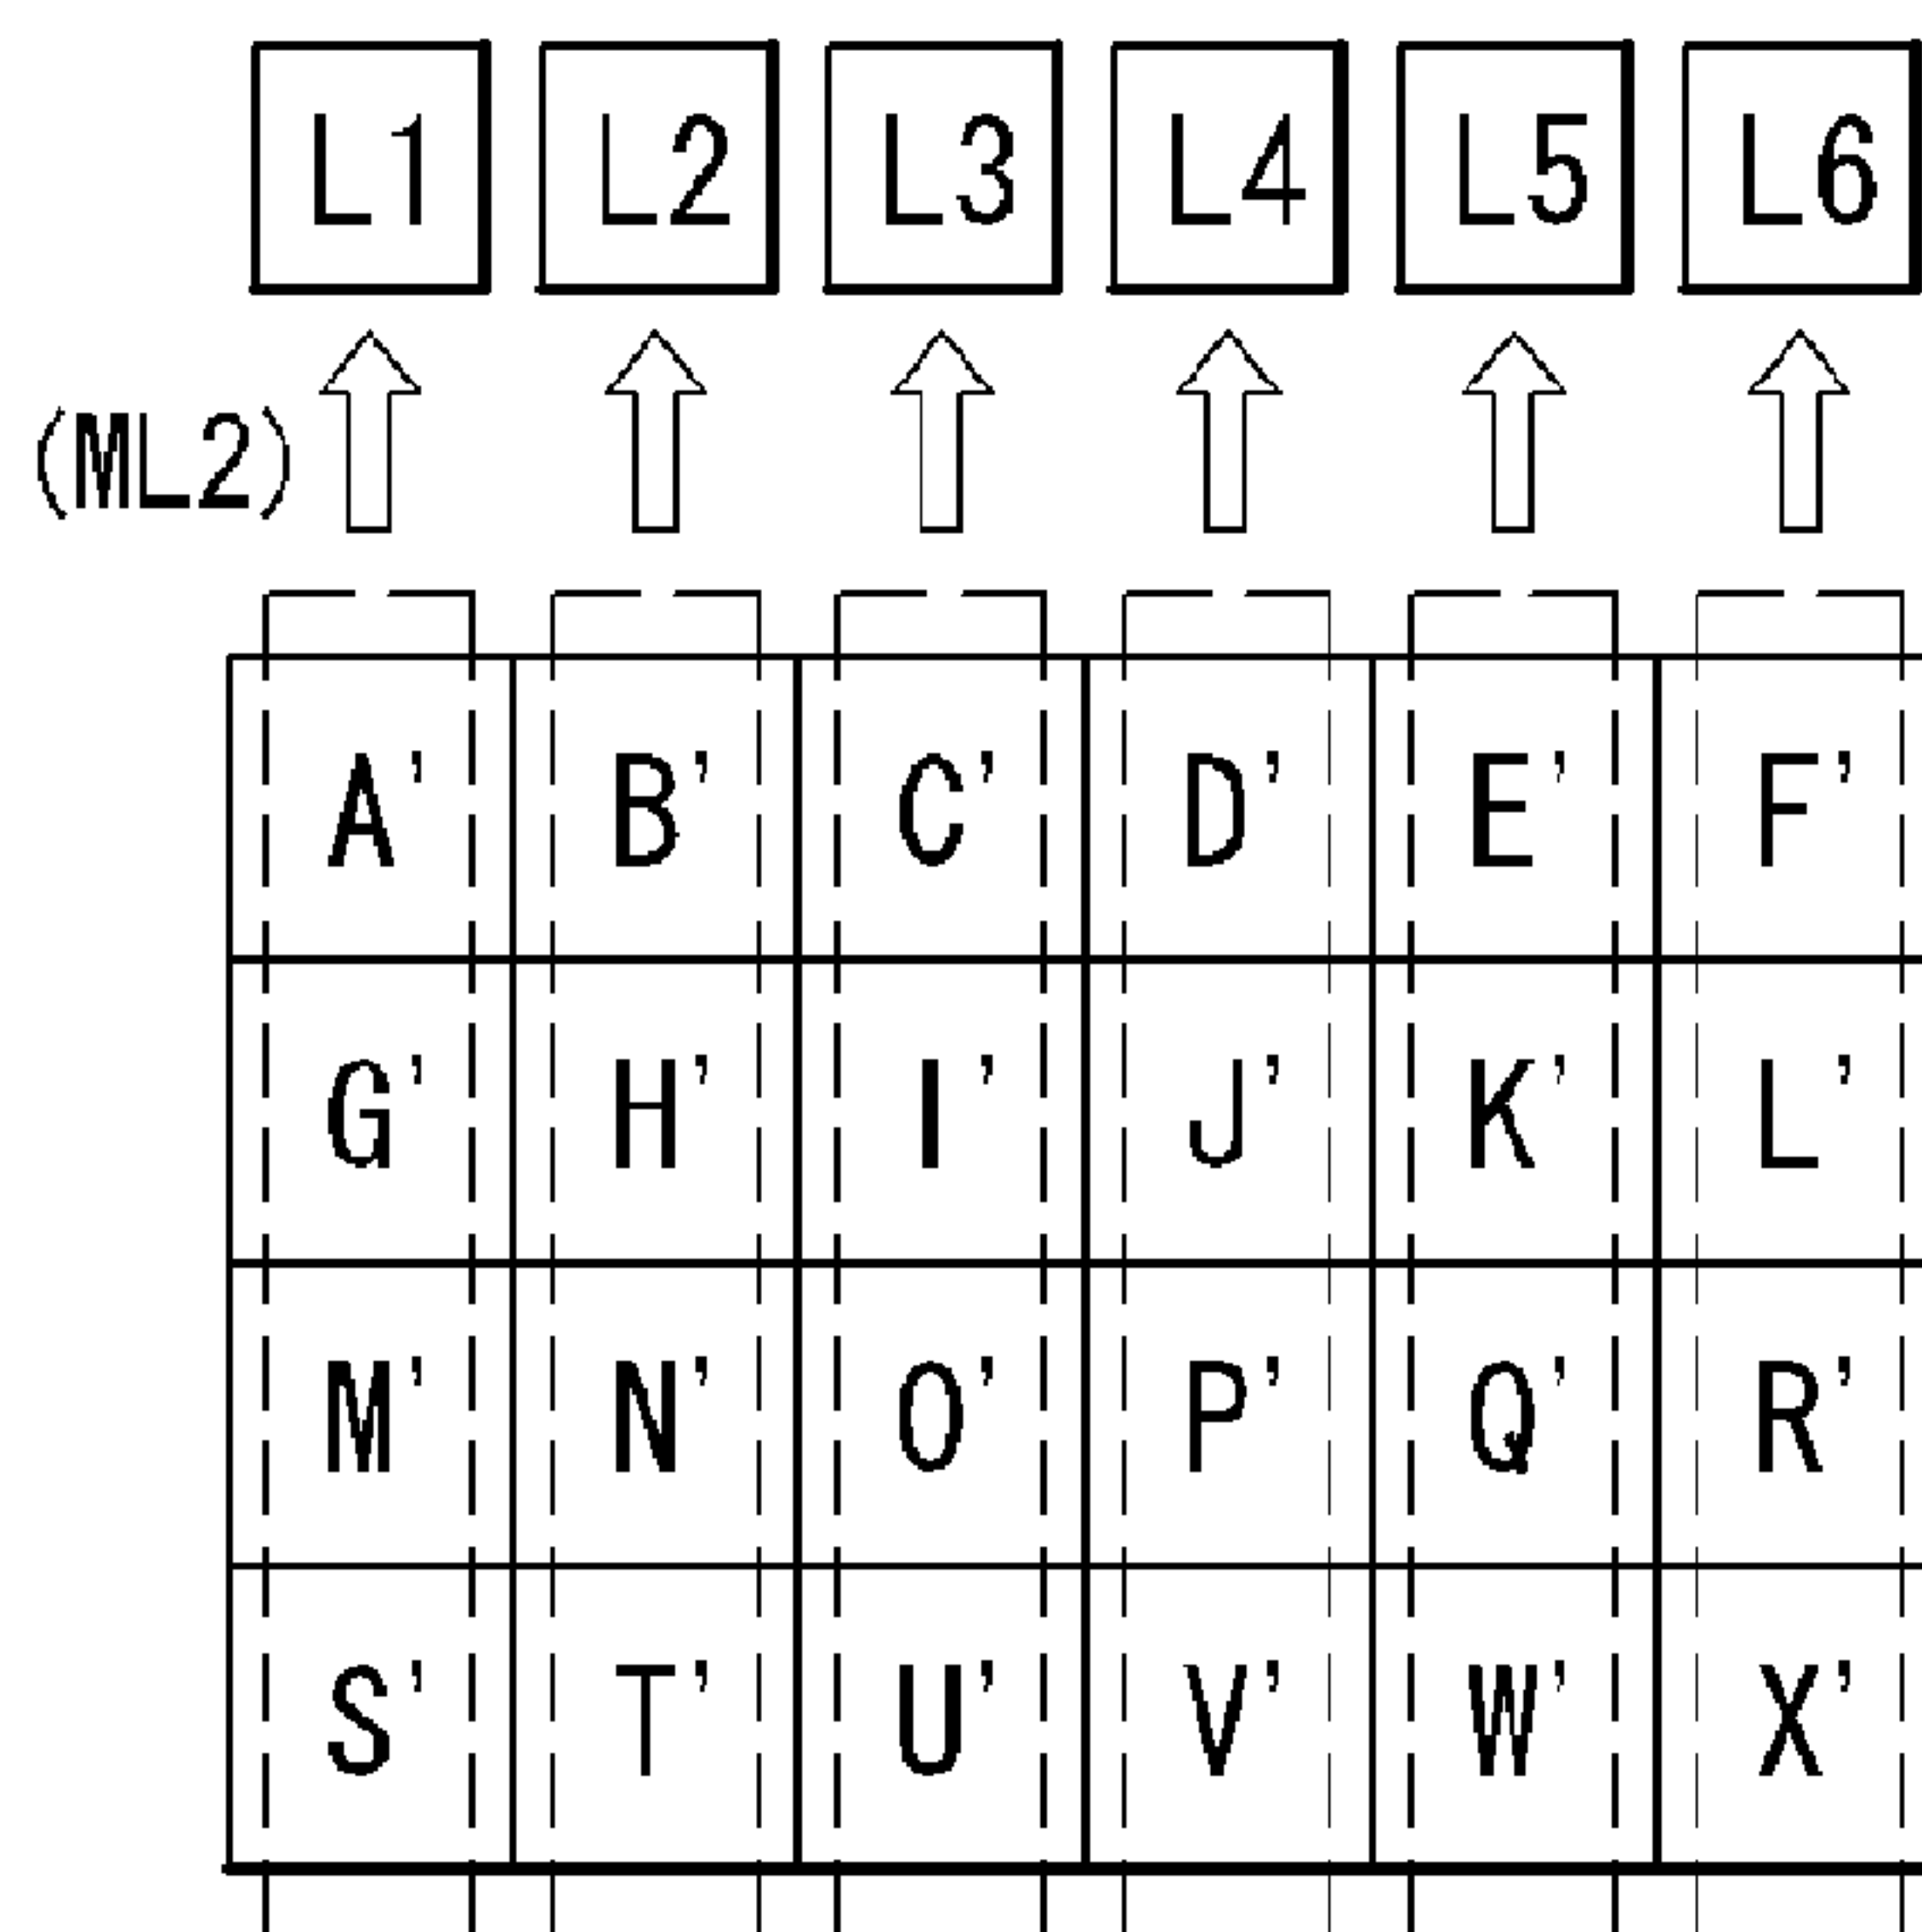 L1 L2 L3 L4 L5 L6
(ML2)
A' B' C' D' E' F'
G' H' I' J' K' L'
M' N' O' P' Q' R'
S' T' U' V' W' X'